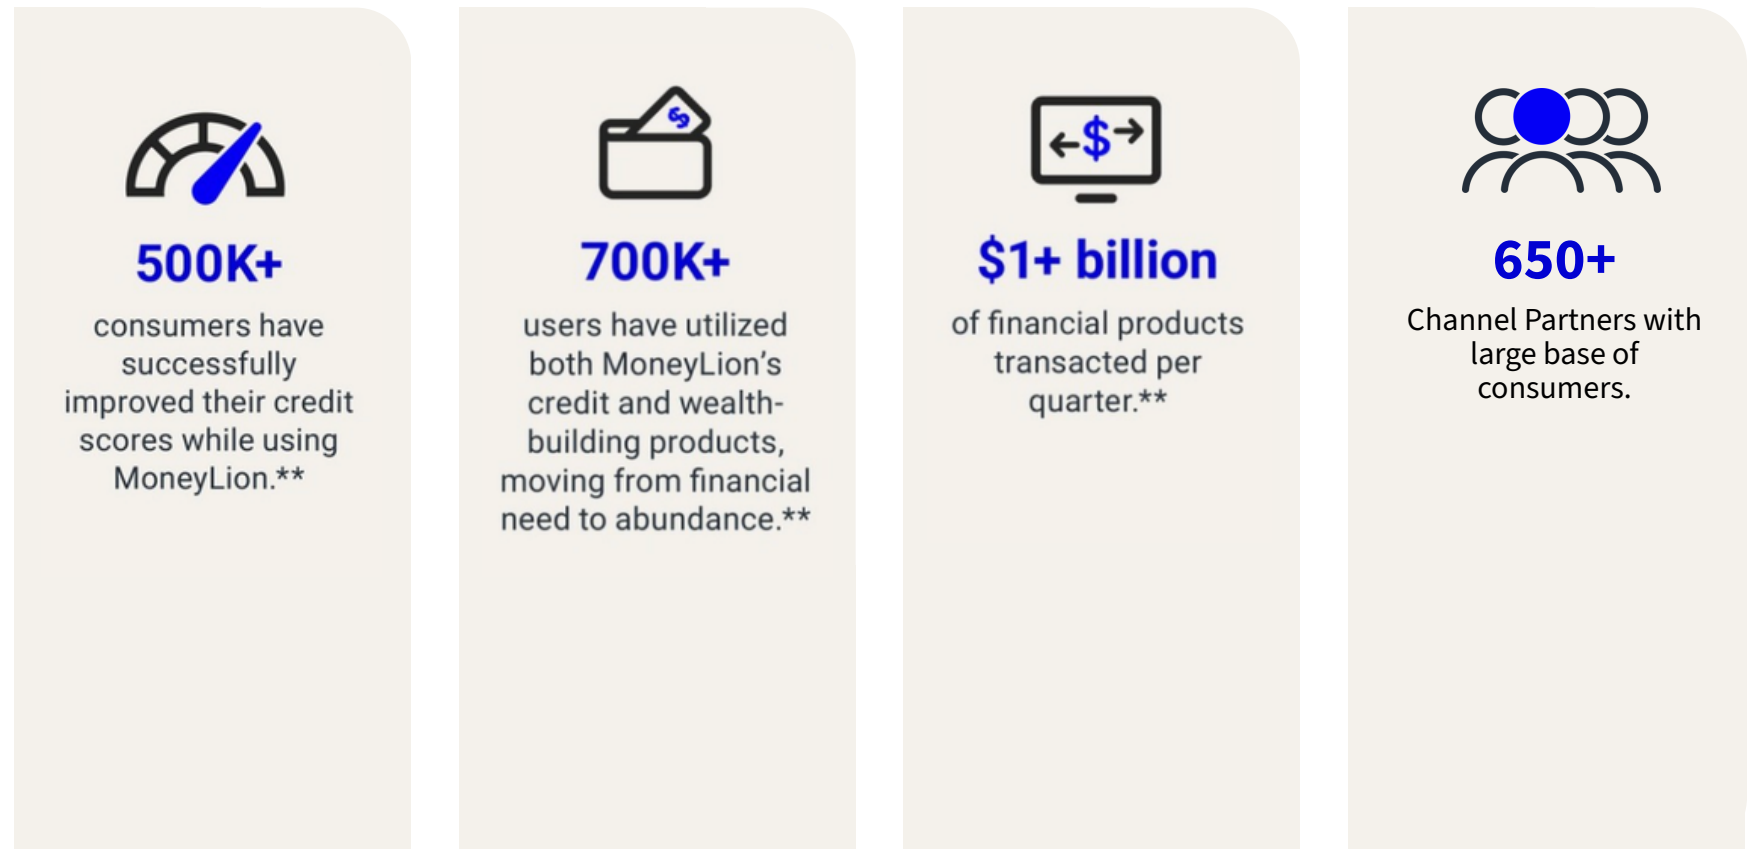 500K+
consumers have
successfully
improved their credit
scores while using
MoneyLion.**
$
700K+
users have utilized
both MoneyLion’s
credit and wealth-
building products,
moving from financial
need to abundance.**
$
$1+ billion
of financial products
transacted per
quarter.**
650+
Channel Partners with
large base of
consumers.